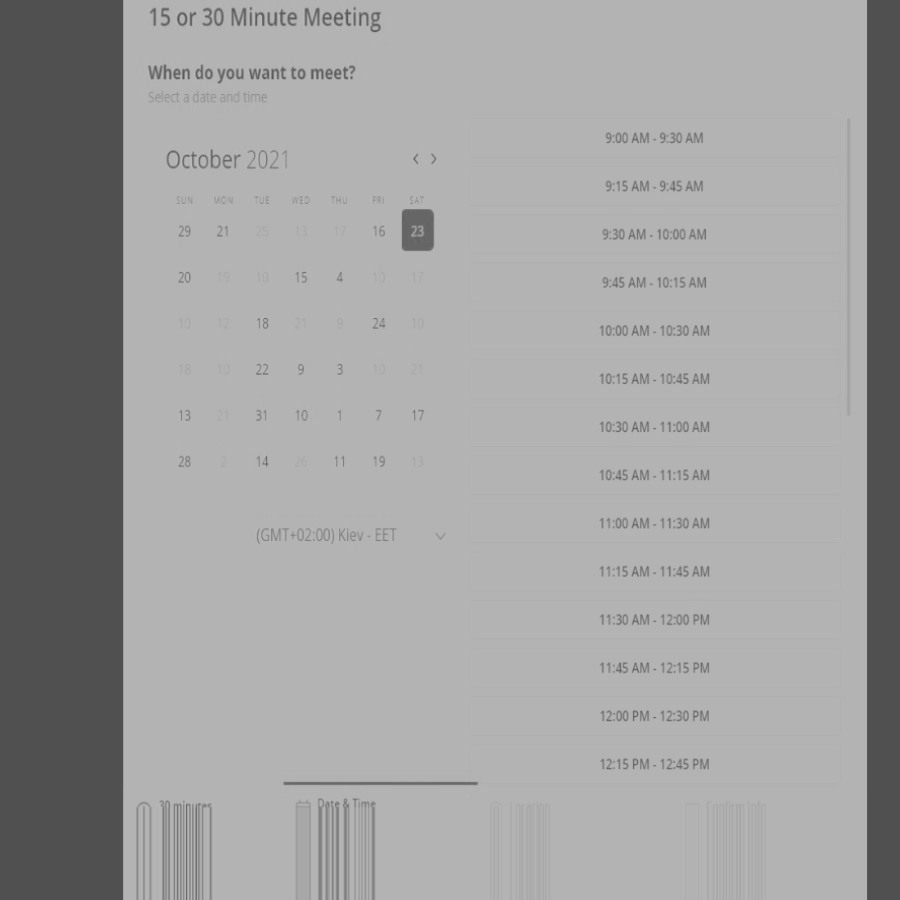 15 or 30 Minute Meeting
When do you want to meet?
Select a date and time
October 2021
SUN MON TUE WED THU FRI SAT
29 21 25 13 17 16 23
20 19 10 15 4 10 17
10 12 18 21 9 24 10
18 10 22 9 3 10 21
13 21 31 10 1 7 17
28 14 26 11 19 13
(GMT+02:00) Kiev - EET
9:00 AM - 9:30 AM
9:15 AM - 9:45 AM
9:30 AM - 10:00 AM
9:45 AM - 10:15 AM
10:00 AM - 10:30 AM
10:15 AM - 10:45 AM
10:30 AM - 11:00 AM
10:45 AM - 11:15 AM
11:00 AM - 11:30 AM
11:15 AM - 11:45 AM
11:30 AM - 12:00 PM
11:45 AM - 12:15 PM
12:00 PM - 12:30 PM
12:15 PM - 12:45 PM
30 minutes
Date & Time